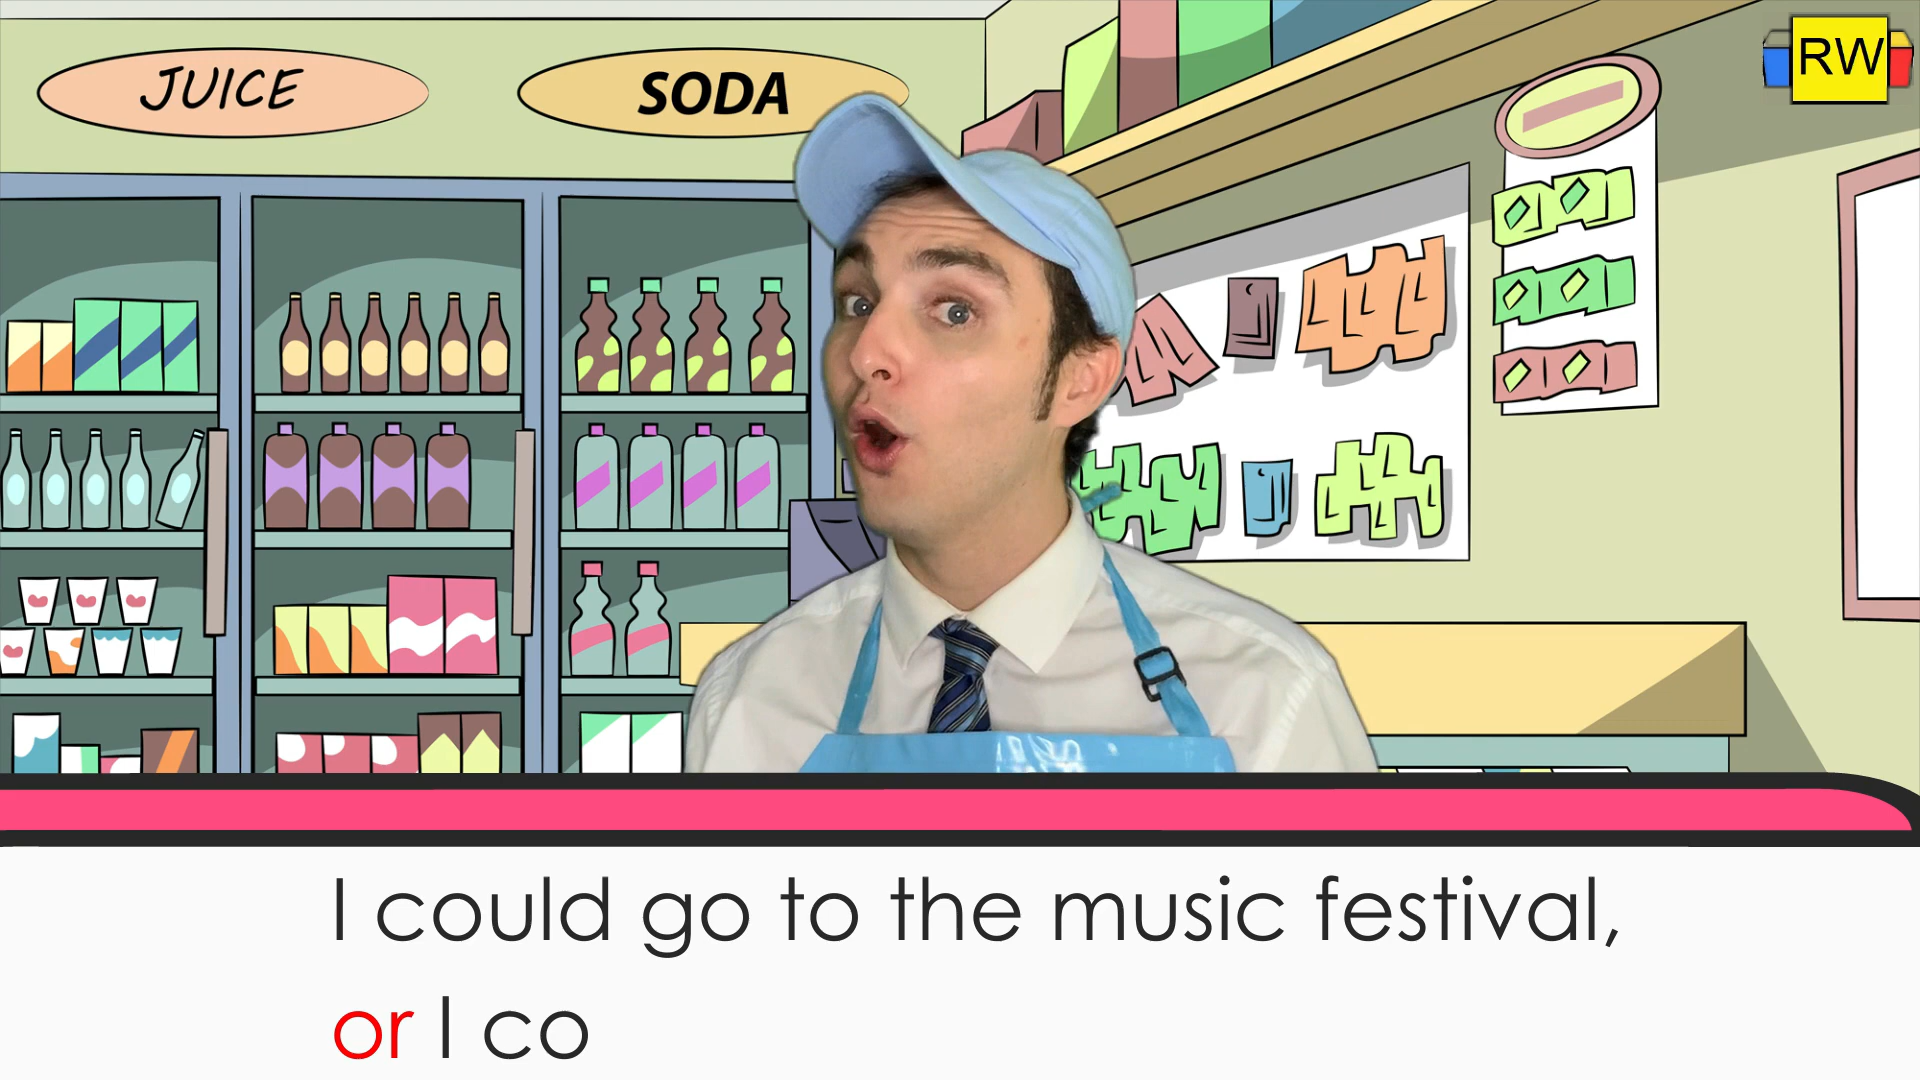 JUICE
SODA
RW
I could go to the music festival,
or I co